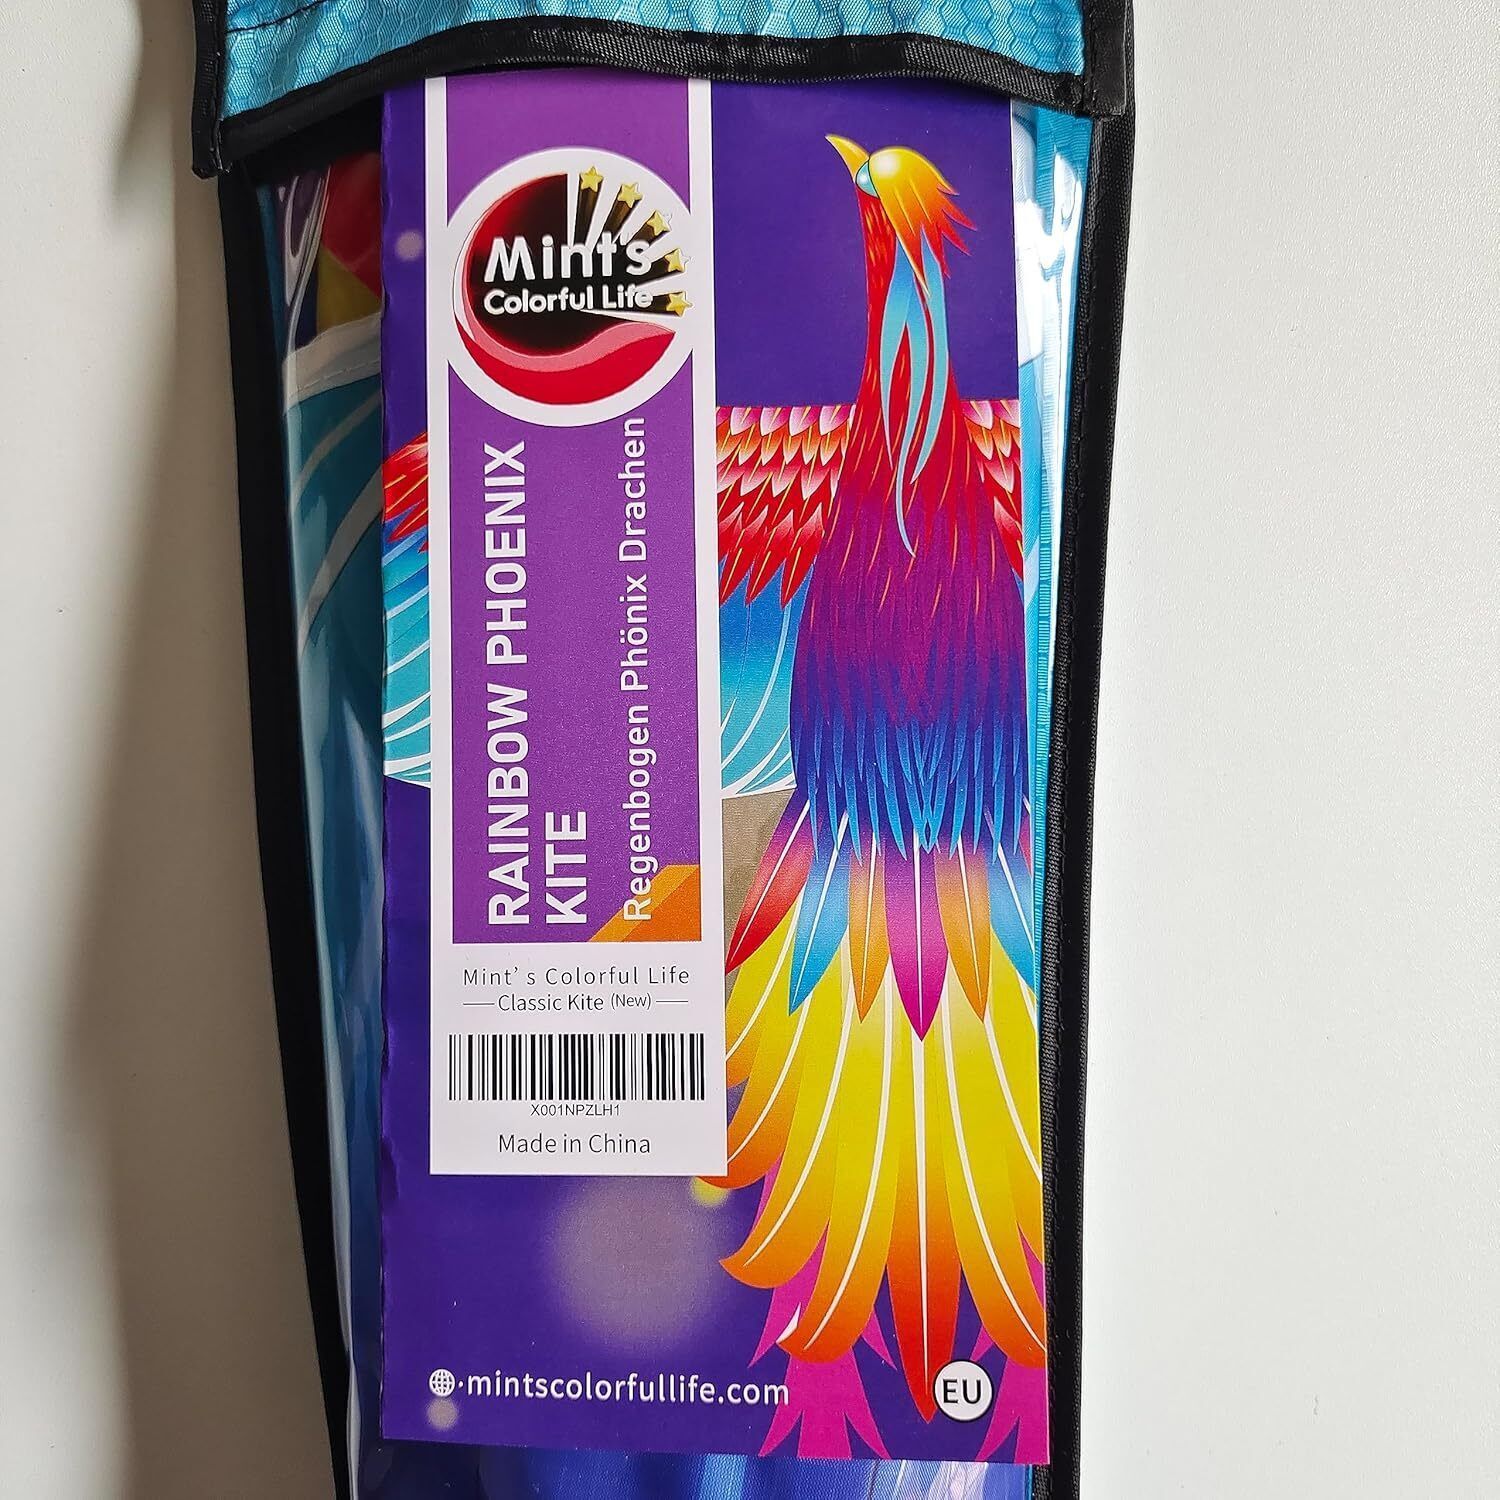 Mint's
Colorful Life
RAINBOW PHOENIX
KITE
Regenbogen Phönix Drachen
Mint's Colorful Life
Classic Kite (New)
X001NPZLH1
Made in China
mintscolorfullife.com
EU